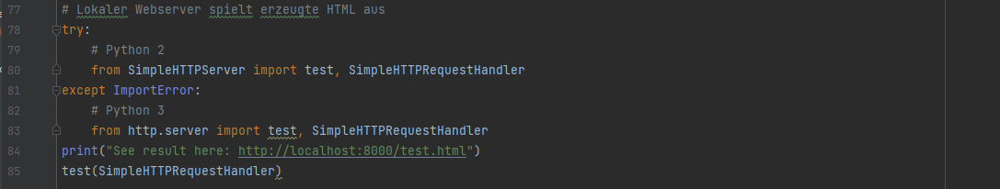 77 # Lokaler Webserver spielt erzeugte HTML aus
78 try:
79     # Python 2
80     from SimpleHTTPServer import test, SimpleHTTPRequestHandler
81 except ImportError:
82     # Python 3
83     from http.server import test, SimpleHTTPRequestHandler
84 print("See result here: http://localhost:8000/test.html")
85 test(SimpleHTTPRequestHandler)